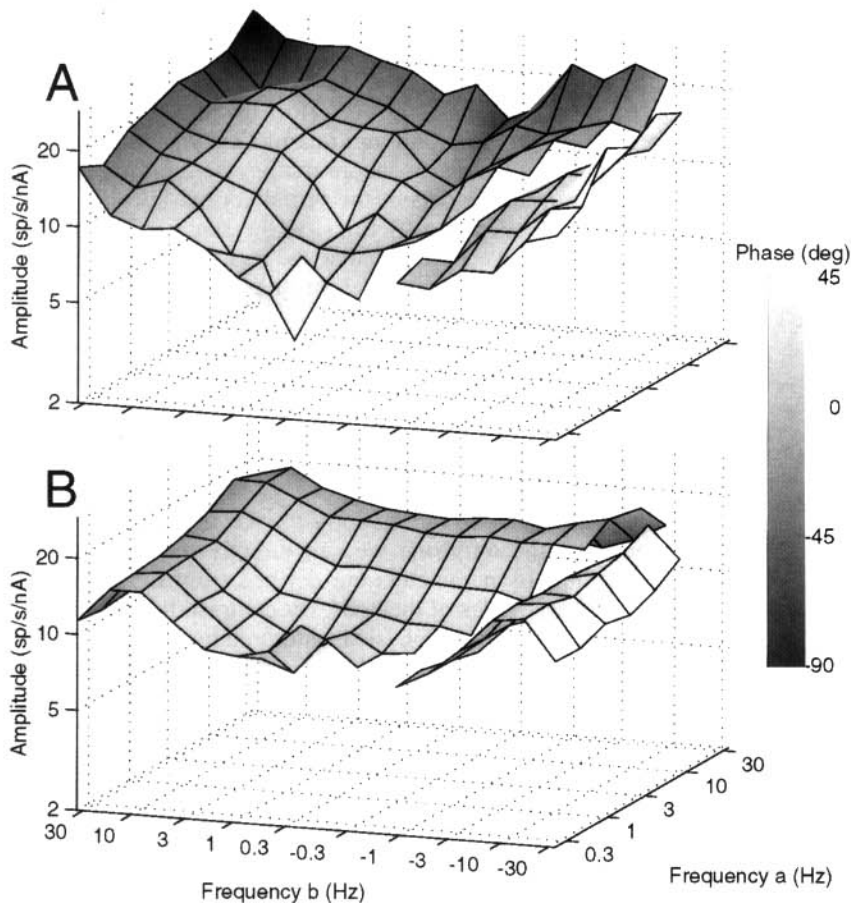 A
Amplitude (sp/s/nA)
20
10
5
2
Phase (deg)
45
0
-45
-90
B
Amplitude (sp/s/nA)
20
10
5
2
30 10 3 1 0.3 -0.3 -1 -3 -10 -30
Frequency b (Hz)
0.3 1 3 10 30
Frequency a (Hz)